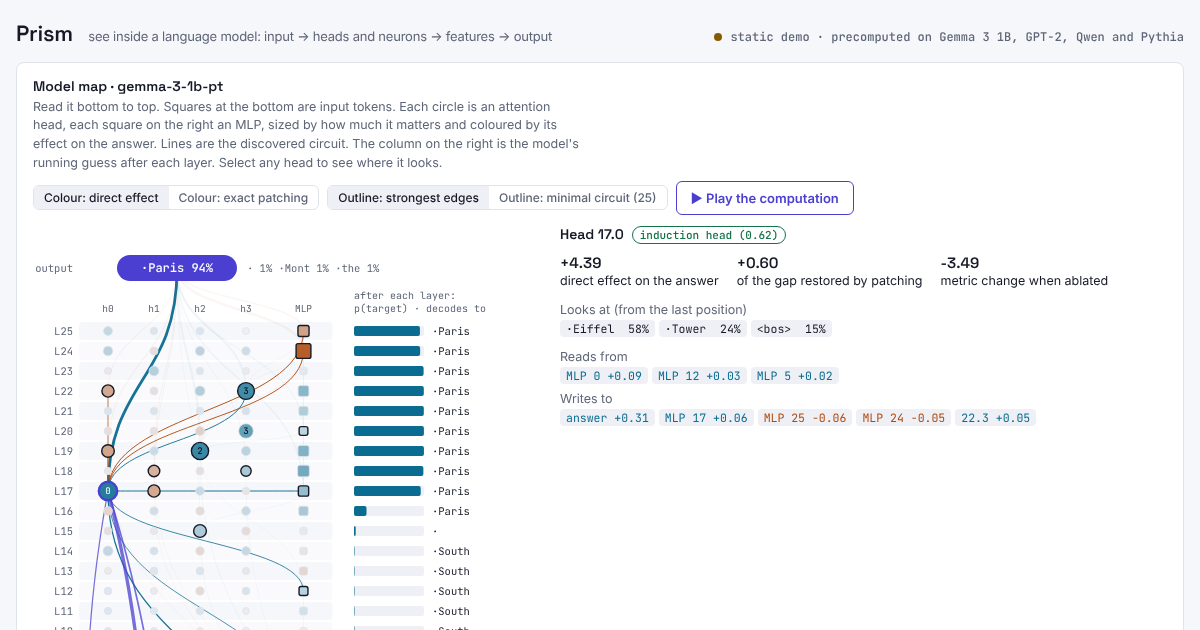 Prism see inside a language model: input → heads and neurons → features → output
static demo · precomputed on Gemma 3 1B, GPT-2, Qwen and Pythia
Model map · gemma-3-1b-pt
Read it bottom to top. Squares at the bottom are input tokens. Each circle is an attention
head, each square on the right an MLP, sized by how much it matters and coloured by its
effect on the answer. Lines are the discovered circuit. The column on the right is the model's
running guess after each layer. Select any head to see where it looks.
Colour: direct effect Colour: exact patching Outline: strongest edges Outline: minimal circuit (25) ▶ Play the computation
output ·Paris 94% · 1% ·Mont 1% ·the 1%
after each layer:
h0 h1 h2 h3 MLP p(target) · decodes to
L25 ·Paris
L24 ·Paris
L23 ·Paris
L22 3 ·Paris
L21 ·Paris
L20 3 ·Paris
L19 2 ·Paris
L18 ·Paris
L17 0 ·Paris
L16 ·Paris
L15 ·
L14 ·South
L13 ·South
L12 ·South
L11 ·South
Head 17.0 induction head (0.62)
+4.39 +0.60 -3.49
direct effect on the answer of the gap restored by patching metric change when ablated
Looks at (from the last position)
·Eiffel 58% ·Tower 24% <bos> 15%
Reads from
MLP 0 +0.09 MLP 12 +0.03 MLP 5 +0.02
Writes to
answer +0.31 MLP 17 +0.06 MLP 25 -0.06 MLP 24 -0.05 22.3 +0.05